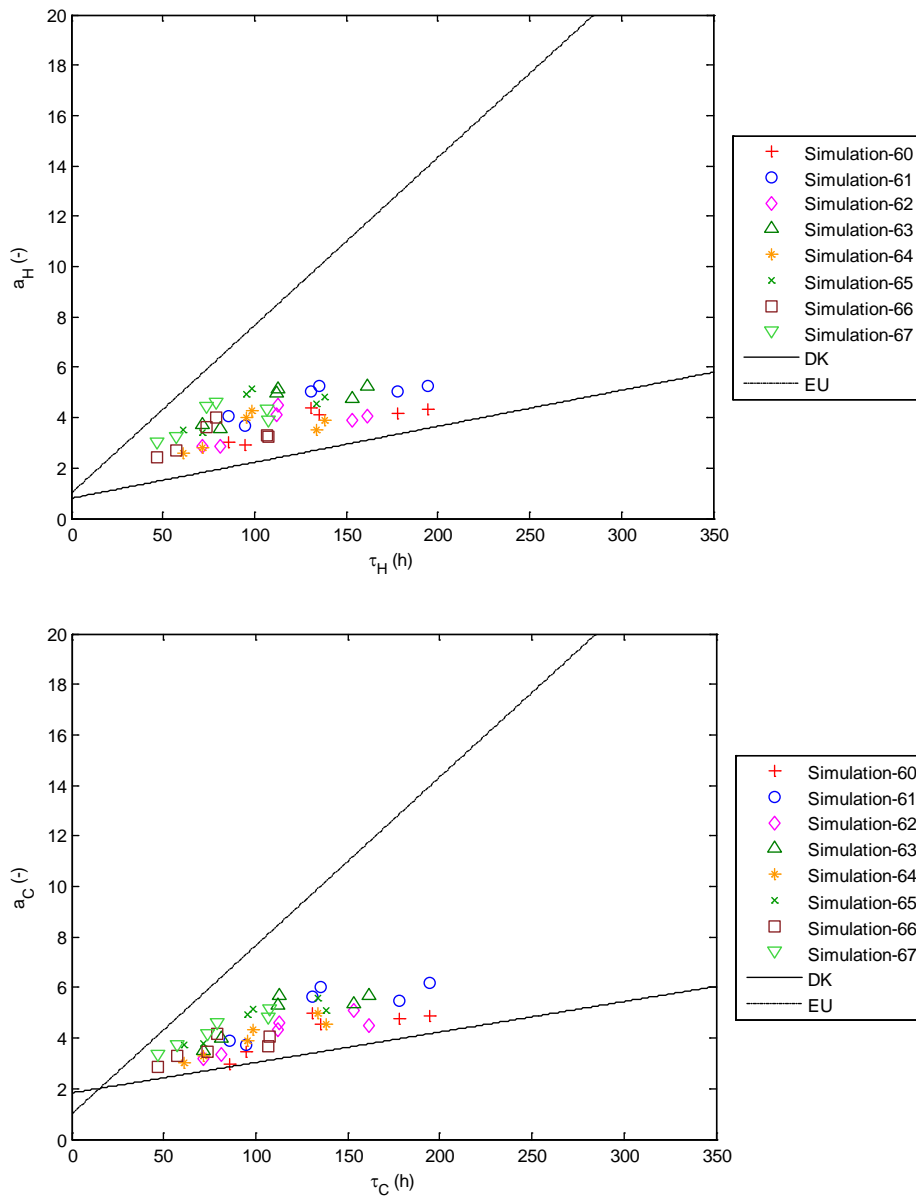 20
18
16
14
12
10
8
6
4
2
0
a_H (-)
0 50 100 150 200 250 300 350
τ_H (h)
Simulation-60
Simulation-61
Simulation-62
Simulation-63
Simulation-64
Simulation-65
Simulation-66
Simulation-67
DK
EU
20
18
16
14
12
10
8
6
4
2
0
a_C (-)
0 50 100 150 200 250 300 350
τ_C (h)
Simulation-60
Simulation-61
Simulation-62
Simulation-63
Simulation-64
Simulation-65
Simulation-66
Simulation-67
DK
EU